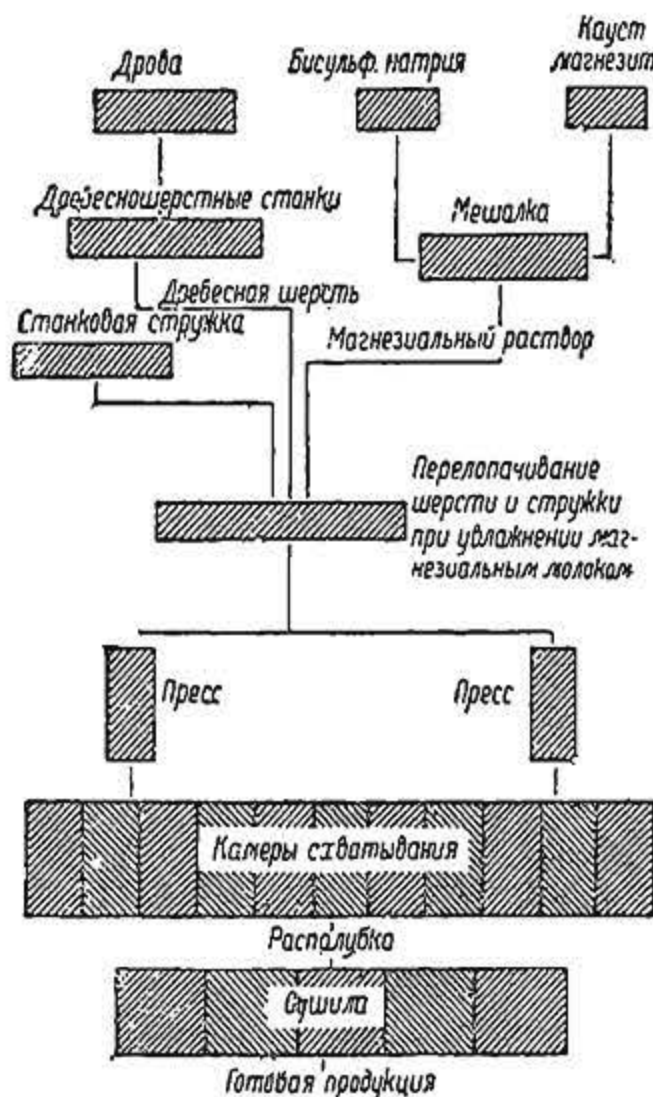 Дрова
Бисульф. натрия
Кауст
магнезит
Древесношерстные станки
Мешалка
Древесная шерсть
Станковая стружка
Магнезиальный раствор
Перелопачивание
шерсти и стружки
при увлажнении маг-
незиальным молоком
Пресс
Пресс
Камеры схватывания
Распалубка
Сушила
Готовая продукция